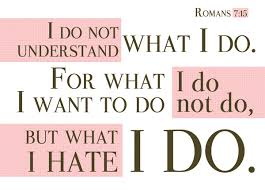 ROMANS 7:15
I DO NOT
UNDERSTAND WHAT I DO.
FOR WHAT I DO
I WANT TO DO NOT DO,
BUT WHAT
I HATE I DO.